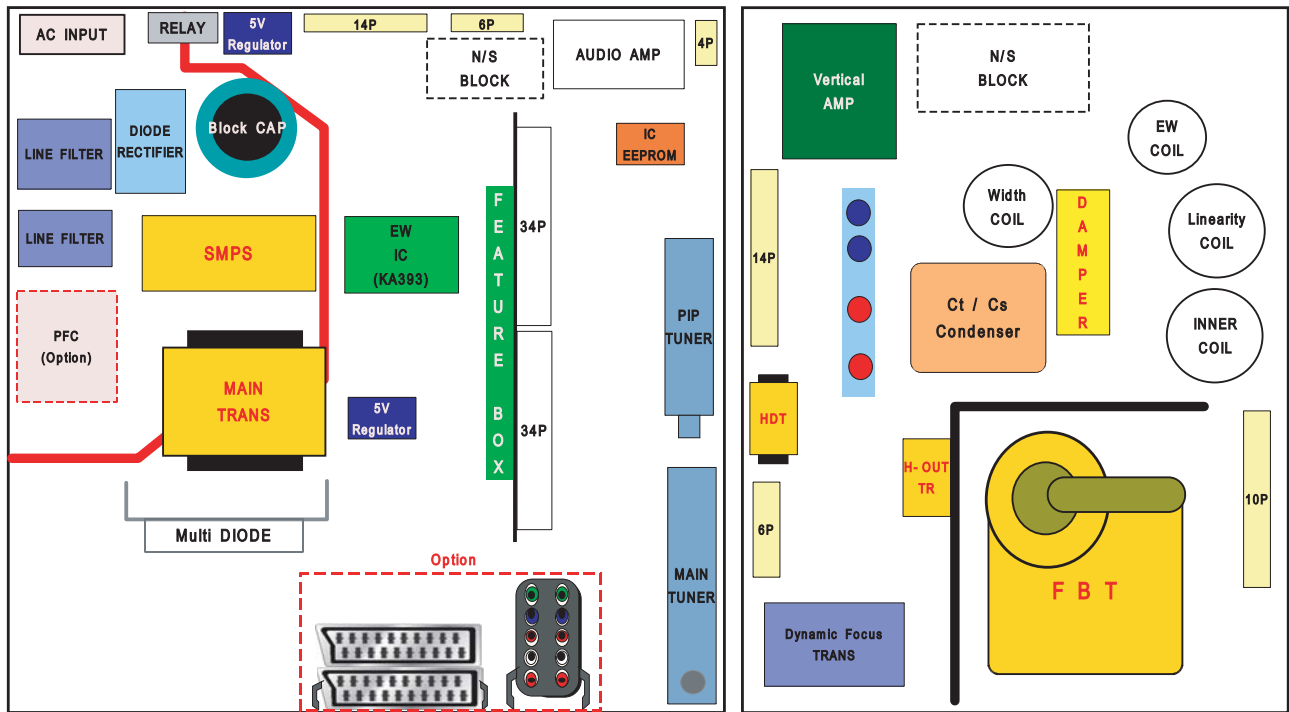 AC INPUT
RELAY
5V
Regulator
14P
6P
N/S
BLOCK
AUDIO AMP
4P
LINE FILTER
DIODE
RECTIFIER
Block CAP
IC
EEPROM
LINE FILTER
SMPS
EW
IC
(KA393)
FEATURE BOX
34P
34P
PIP
TUNER
PFC
(Option)
MAIN
TRANS
5V
Regulator
Multi DIODE
Option
MAIN
TUNER
Vertical
AMP
N/S
BLOCK
EW
COIL
Width
COIL
DAMPER
Linearity
COIL
14P
Ct / Cs
Condenser
INNER
COIL
HDT
H- OUT
TR
6P
10P
F B T
Dynamic Focus
TRANS